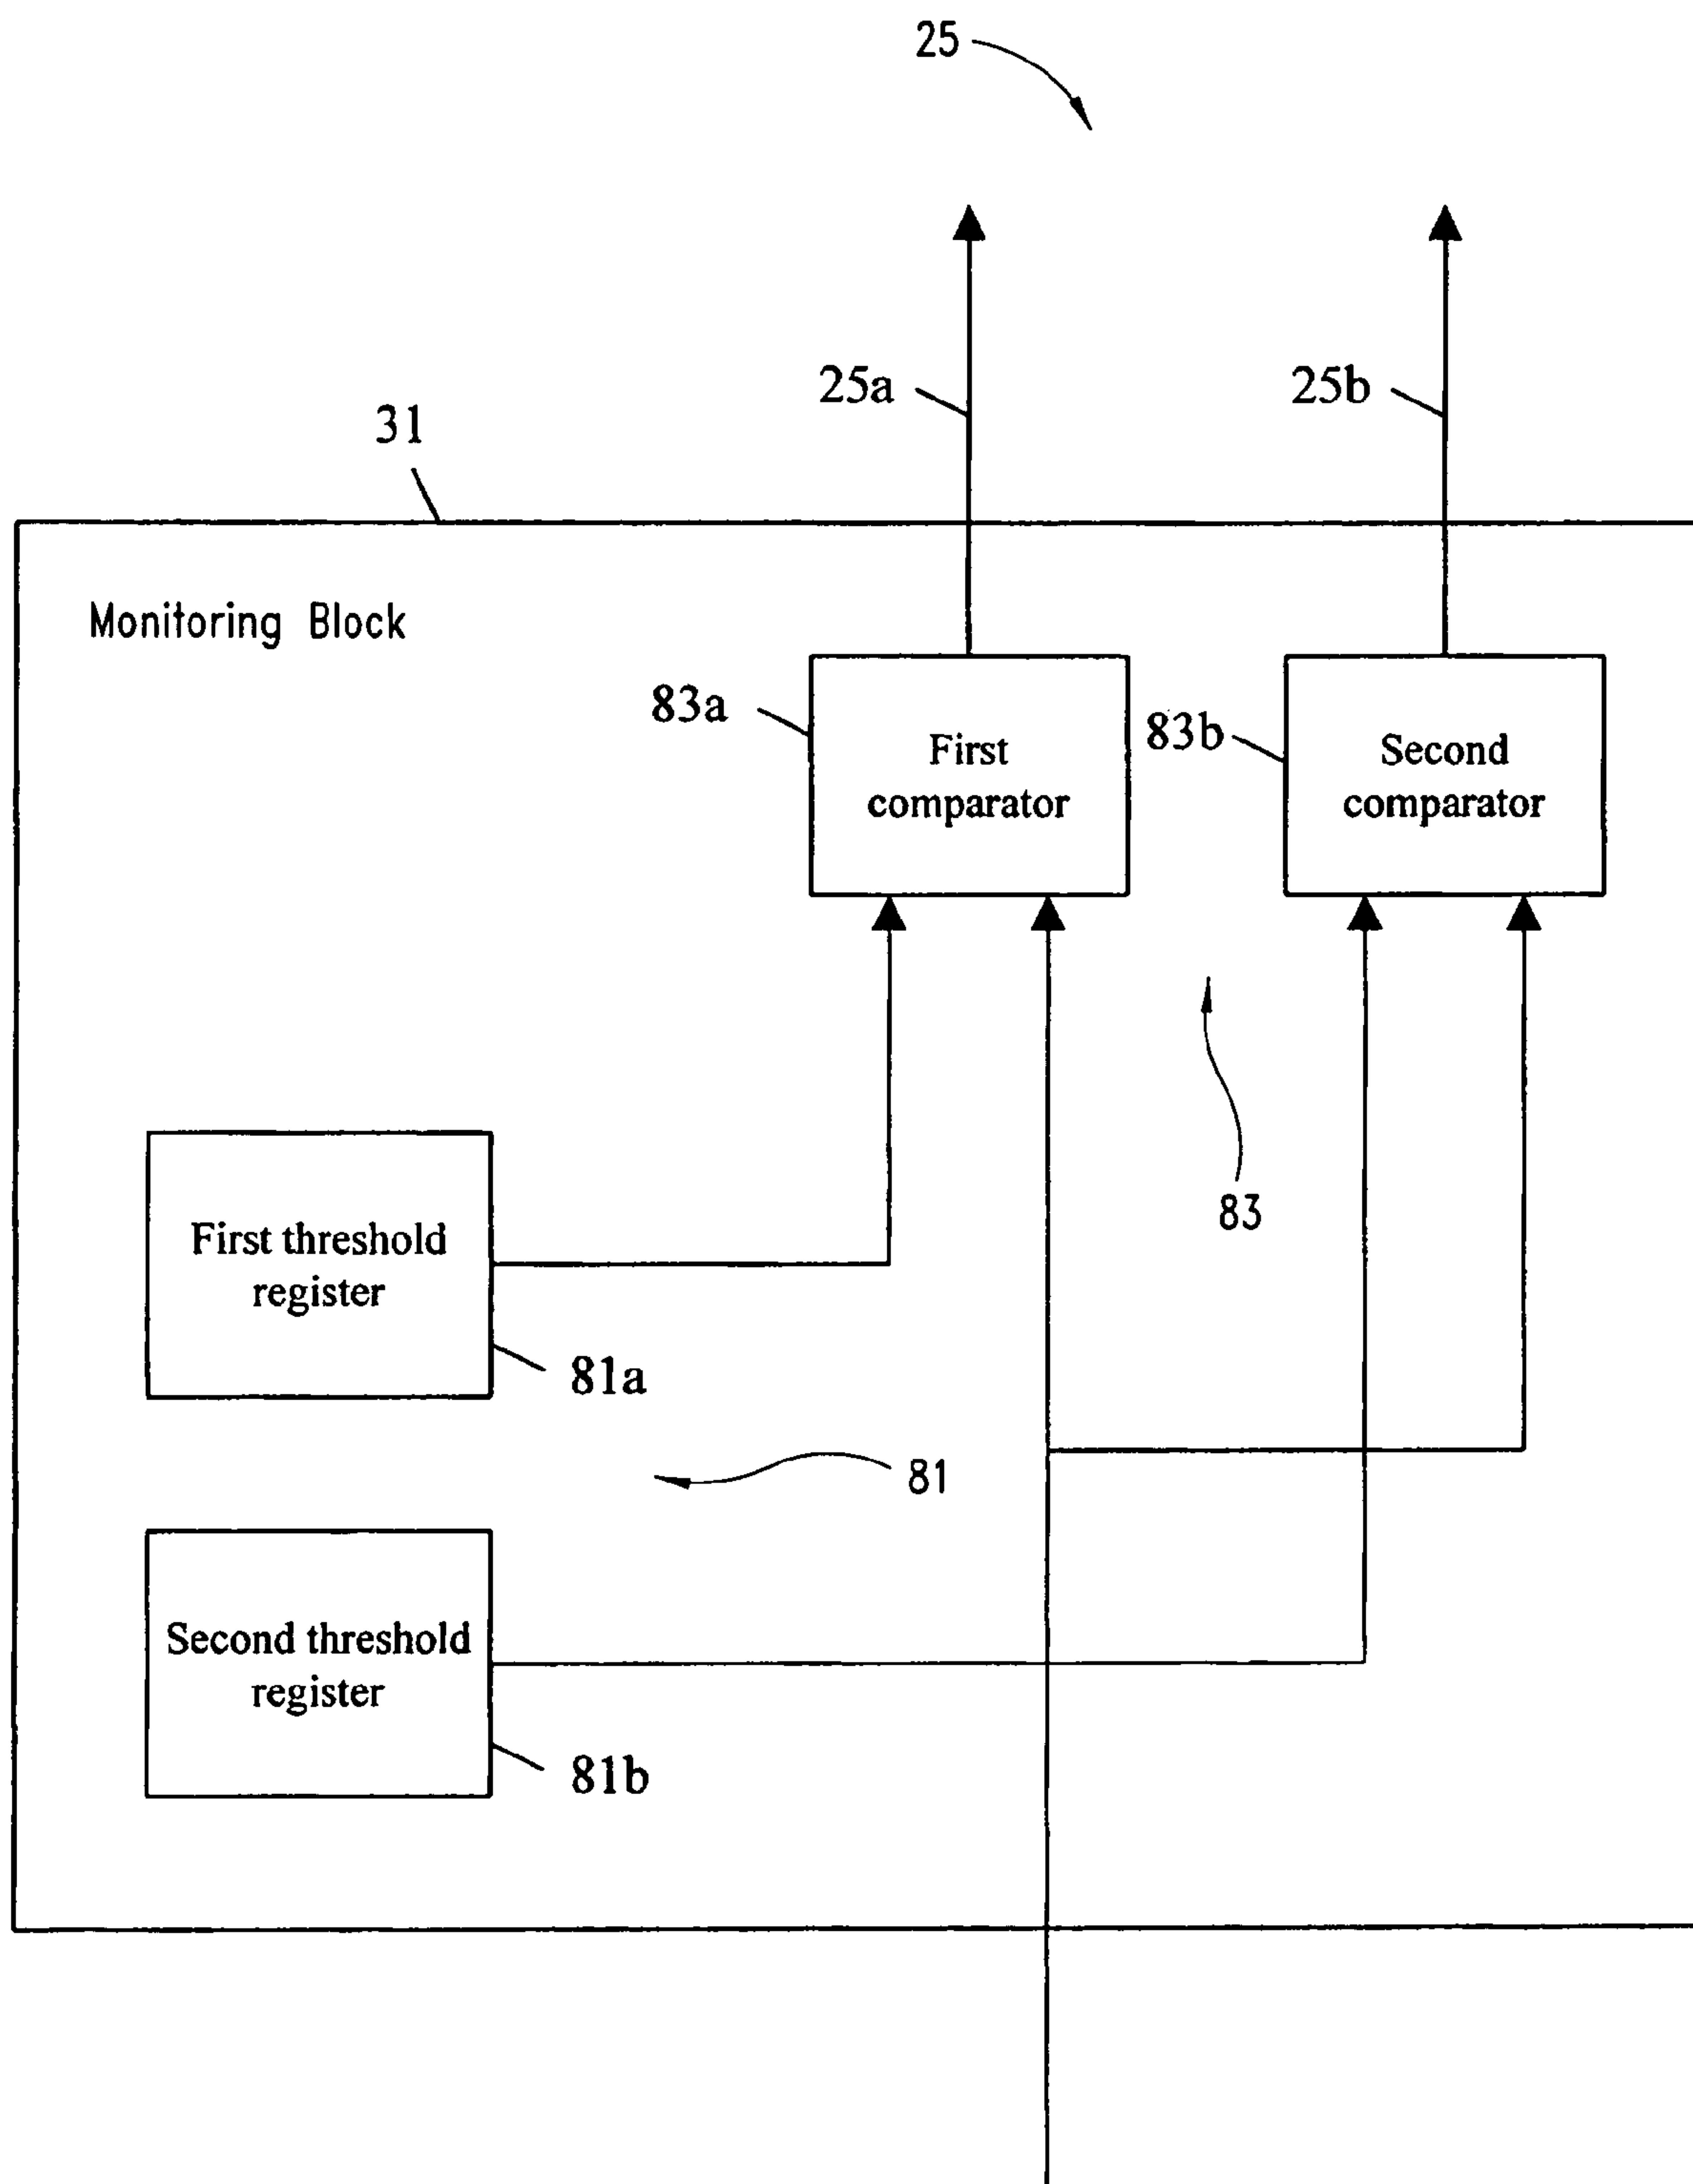 25
25a
25b
31
Monitoring Block
83a
First
comparator
83b
Second
comparator
83
First threshold
register
81a
81
Second threshold
register
81b